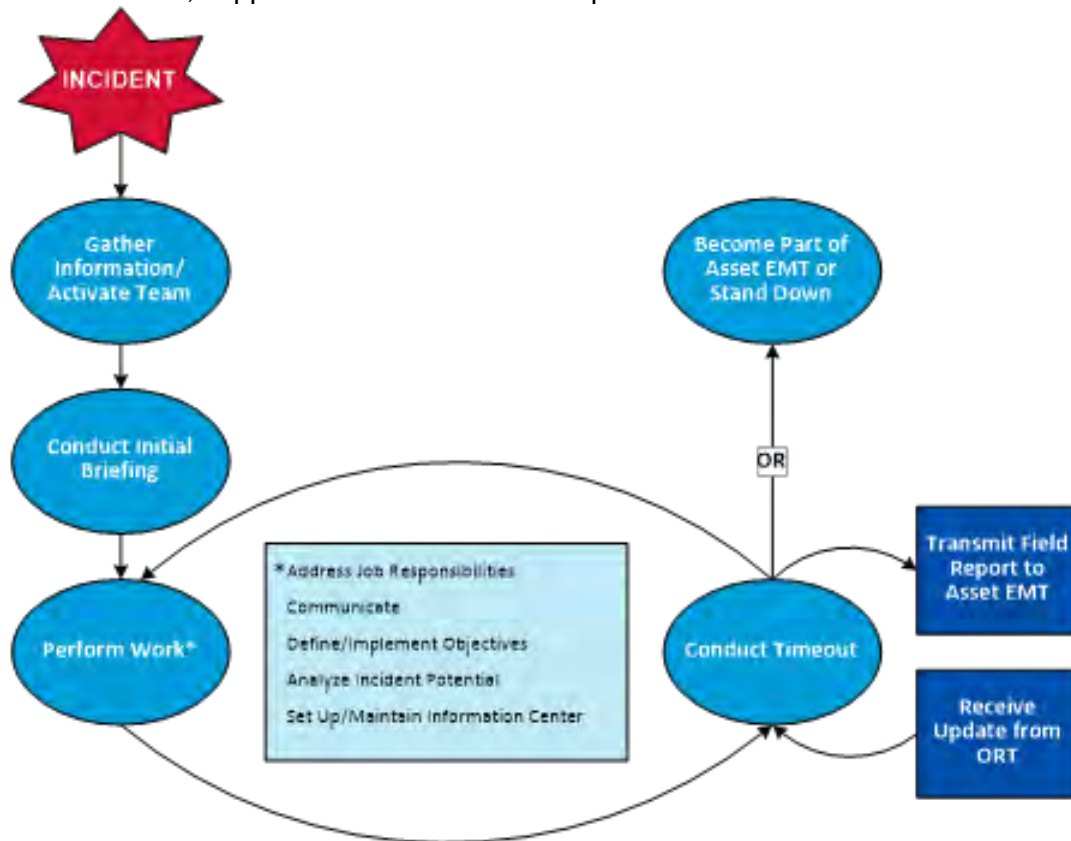 INCIDENT
Gather
Information/
Activate Team
Conduct Initial
Briefing
Perform Work*
*Address Job Responsibilities
Communicate
Define/Implement Objectives
Analyze Incident Potential
Set Up/Maintain Information Center
Become Part of
Asset EMT or
Stand Down
OR
Conduct Timeout
Transmit Field
Report to
Asset EMT
Receive
Update from
ORT